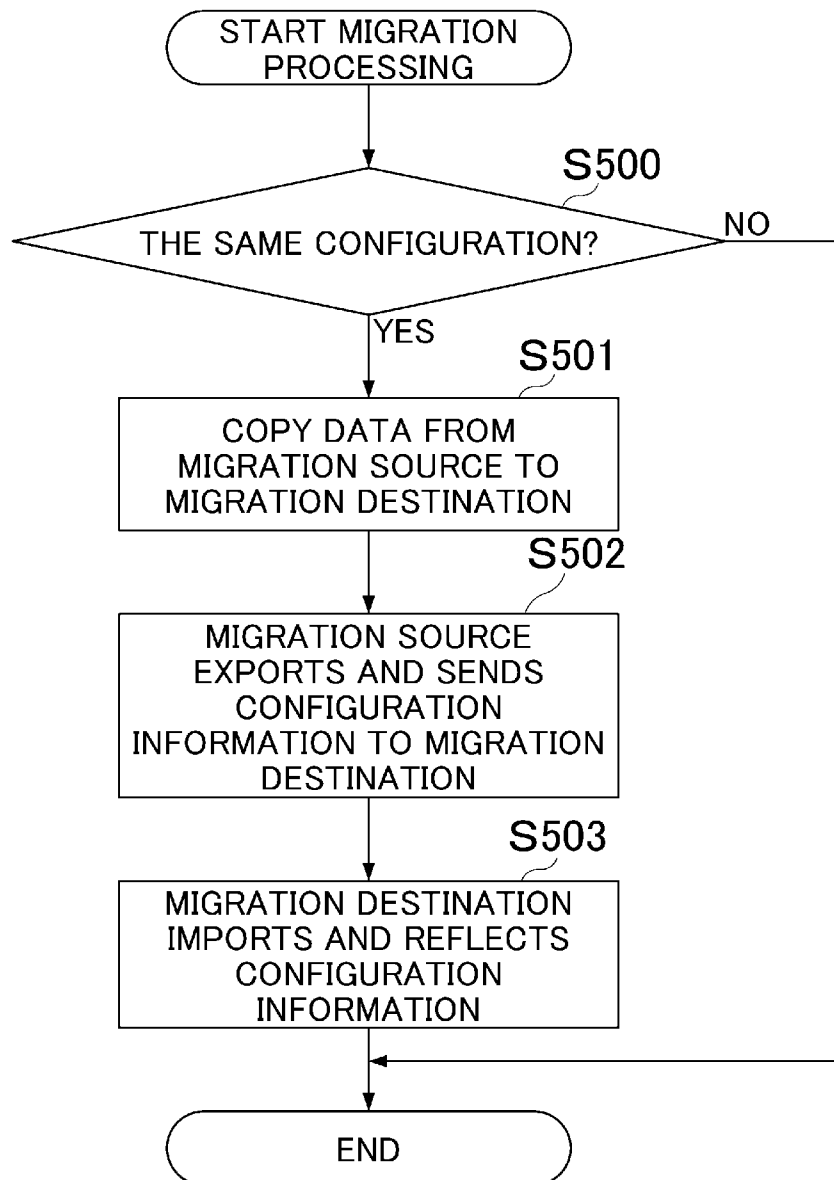 START MIGRATION
PROCESSING
S500
THE SAME CONFIGURATION?
NO
YES
S501
COPY DATA FROM
MIGRATION SOURCE TO
MIGRATION DESTINATION
S502
MIGRATION SOURCE
EXPORTS AND SENDS
CONFIGURATION
INFORMATION TO MIGRATION
DESTINATION
S503
MIGRATION DESTINATION
IMPORTS AND REFLECTS
CONFIGURATION
INFORMATION
END